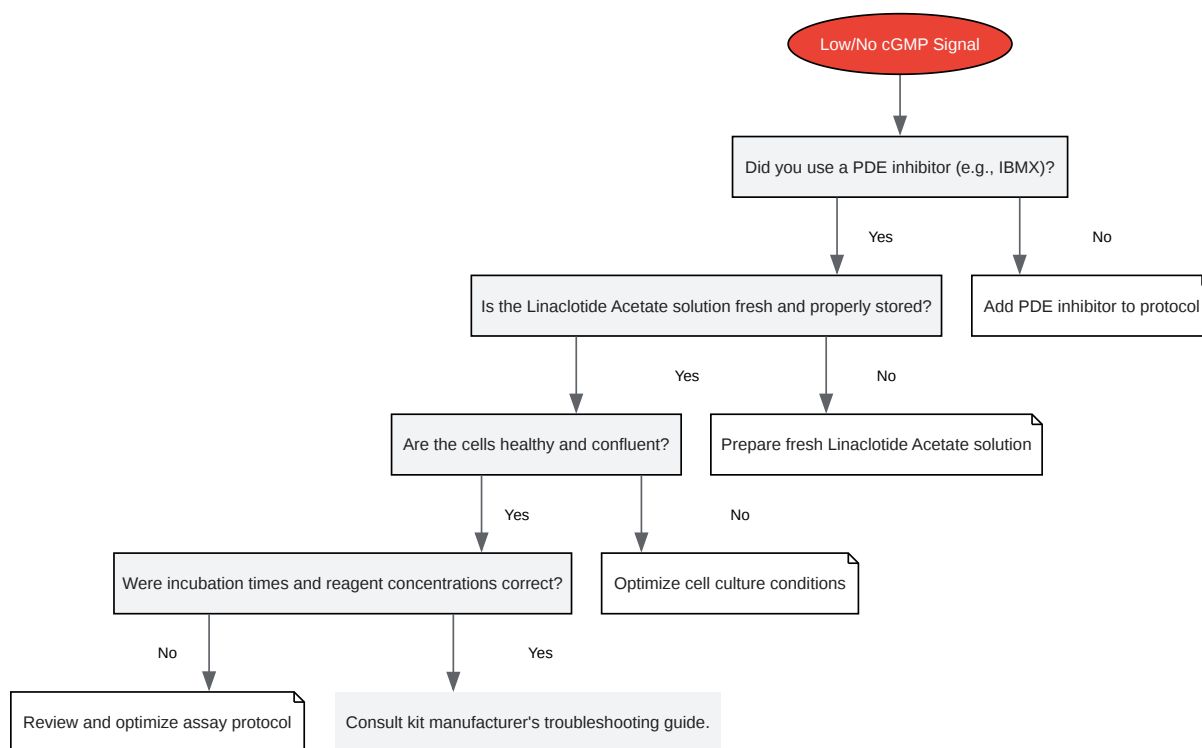 Low/No cGMP Signal
Did you use a PDE inhibitor (e.g., IBMX)?
Yes
No
Is the Linaclotide Acetate solution fresh and properly stored?
Add PDE inhibitor to protocol
Yes
No
Are the cells healthy and confluent?
Prepare fresh Linaclotide Acetate solution
Yes
No
Were incubation times and reagent concentrations correct?
Optimize cell culture conditions
No
Yes
Review and optimize assay protocol
Consult kit manufacturer's troubleshooting guide.